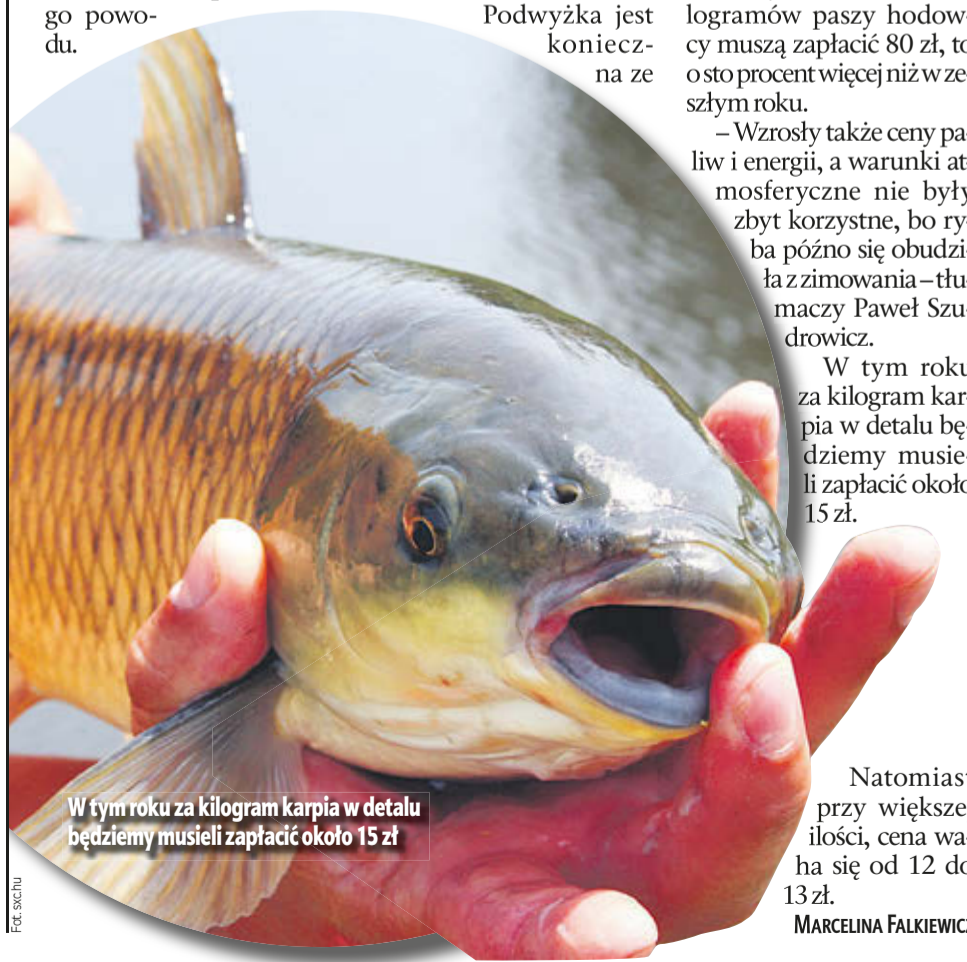 go powo-
du.
Podwyżka jest
koniecz-
na ze
logramów paszy hodow-
cy muszą zapłacić 80 zł, to
o sto procent więcej niż w ze-
szłym roku.
– Wzrosły także ceny pa-
liw i energii, a warunki at-
mosferyczne nie były
zbyt korzystne, bo ry-
ba późno się obudzi-
ła z zimowania – tłu-
maczy Paweł Szu-
drowicz.
W tym roku
za kilogram kar-
pia w detalu bę-
dziemy musie-
li zapłacić około
15 zł.
Natomiast
przy większej
ilości, cena wa-
ha się od 12 do
13 zł.
MARCELINA FALKIEWICZ
W tym roku za kilogram karpia w detalu
będziemy musieli zapłacić około 15 zł
Fot. sxc.hu